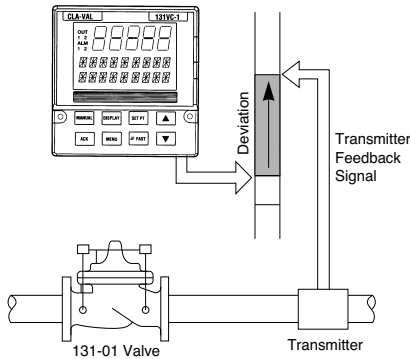 CLA-VAL 131VC-1
OUT
1 2
ALM
1 2
MANUAL DISPLAY SET PT
ACK MENU FAST
Deviation
Transmitter
Feedback
Signal
131-01 Valve
Transmitter